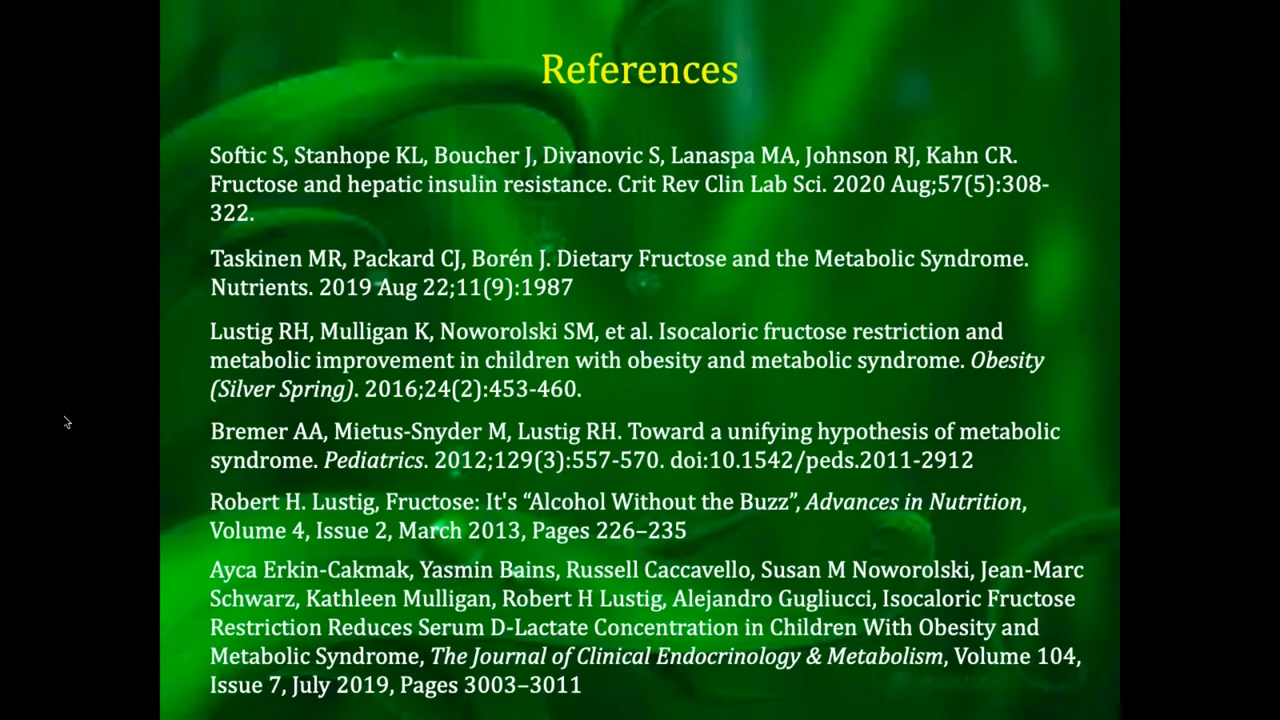 References
Softic S, Stanhope KL, Boucher J, Divanovic S, Lanaspa MA, Johnson RJ, Kahn CR.
Fructose and hepatic insulin resistance. Crit Rev Clin Lab Sci. 2020 Aug;57(5):308-
322.
Taskinen MR, Packard CJ, Borén J. Dietary Fructose and the Metabolic Syndrome.
Nutrients. 2019 Aug 22;11(9):1987
Lustig RH, Mulligan K, Noworolski SM, et al. Isocaloric fructose restriction and
metabolic improvement in children with obesity and metabolic syndrome. Obesity
(Silver Spring). 2016;24(2):453-460.
Bremer AA, Mietus-Snyder M, Lustig RH. Toward a unifying hypothesis of metabolic
syndrome. Pediatrics. 2012;129(3):557-570. doi:10.1542/peds.2011-2912
Robert H. Lustig, Fructose: It's “Alcohol Without the Buzz”, Advances in Nutrition,
Volume 4, Issue 2, March 2013, Pages 226–235
Ayca Erkin-Cakmak, Yasmin Bains, Russell Caccavello, Susan M Noworolski, Jean-Marc
Schwarz, Kathleen Mulligan, Robert H Lustig, Alejandro Gugliucci, Isocaloric Fructose
Restriction Reduces Serum D-Lactate Concentration in Children With Obesity and
Metabolic Syndrome, The Journal of Clinical Endocrinology & Metabolism, Volume 104,
Issue 7, July 2019, Pages 3003–3011